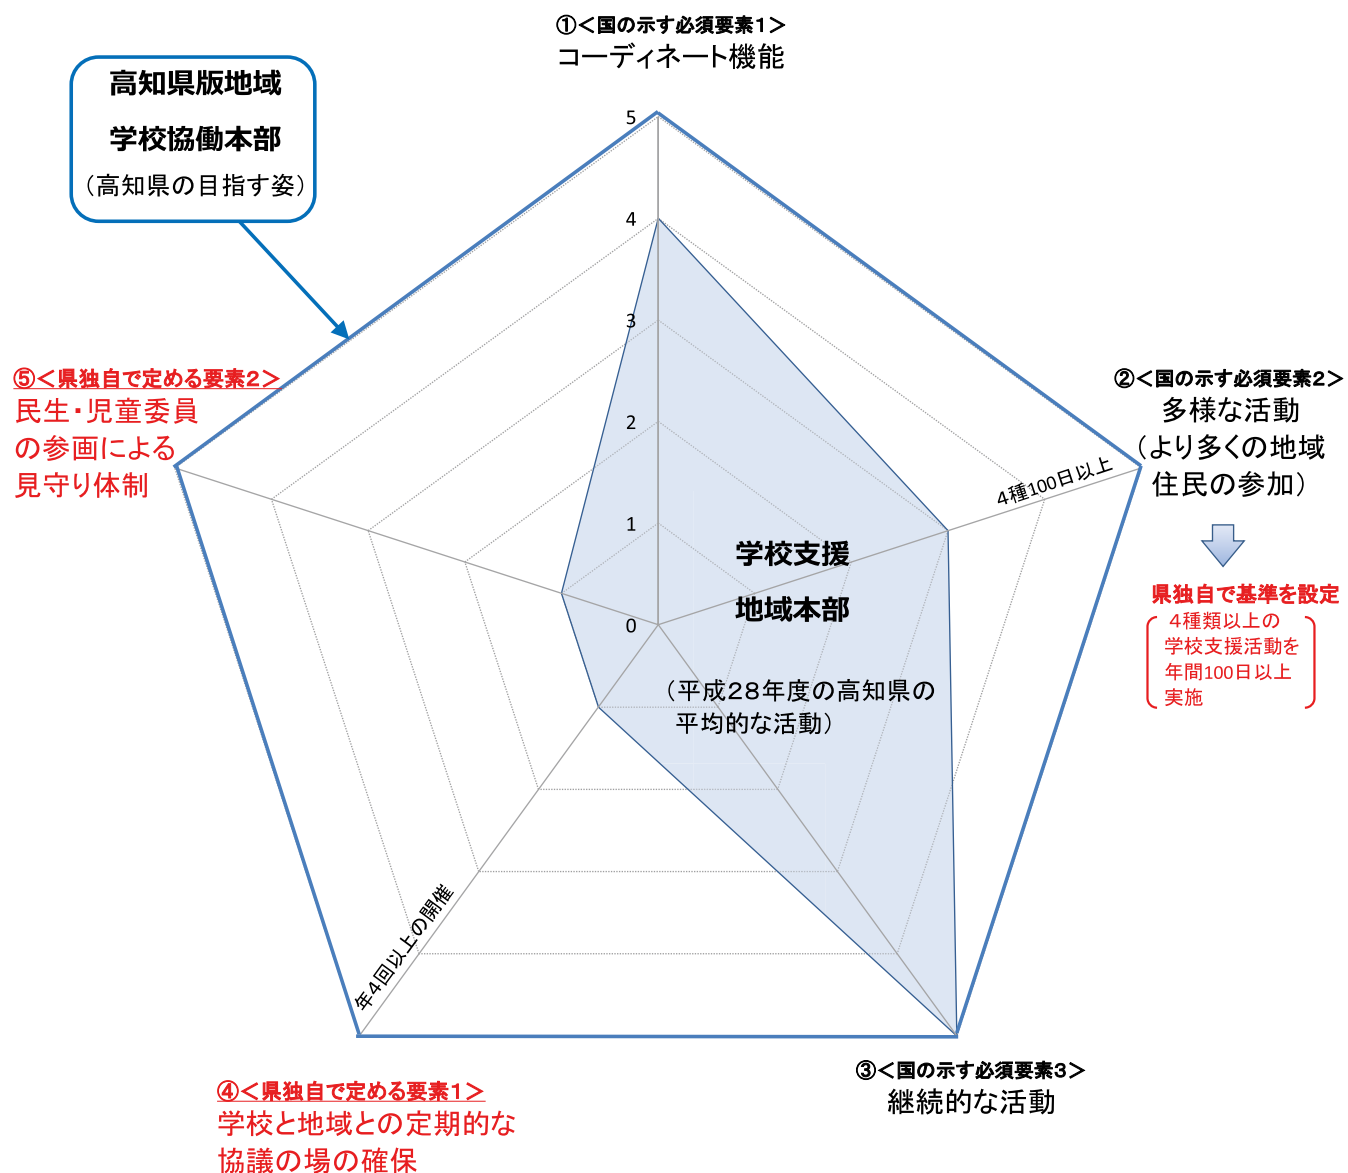 ①＜国の示す必須要素１＞
コーディネート機能
高知県版地域
学校協働本部
（高知県の目指す姿）
5
4
3
2
1
0
⑤＜県独自で定める要素２＞
民生・児童委員
の参画による
見守り体制
②＜国の示す必須要素２＞
多様な活動
（より多くの地域
住民の参加）
4種100日以上
県独自で基準を設定
４種類以上の
学校支援活動を
年間100日以上
実施
学校支援
地域本部
（平成２８年度の高知県の
平均的な活動）
年4回以上の開催
③＜国の示す必須要素３＞
継続的な活動
④＜県独自で定める要素１＞
学校と地域との定期的な
協議の場の確保